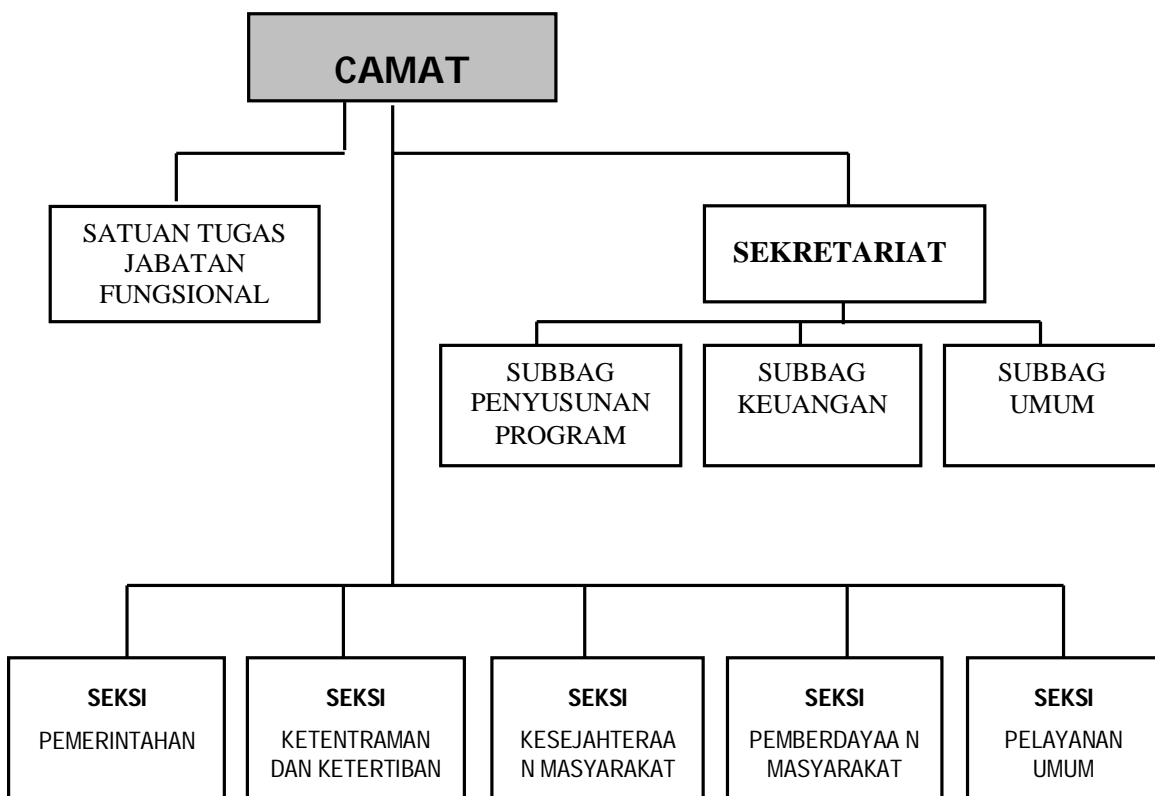 CAMAT
SATUAN TUGAS
JABATAN
FUNGSIONAL
SEKRETARIAT
SUBBAG
PENYUSUNAN
PROGRAM
SUBBAG
KEUANGAN
SUBBAG
UMUM
SEKSI
PEMERINTAHAN
SEKSI
KETENTRAMAN
DAN KETERTIBAN
SEKSI
KESEJAHTERAA
N MASYARAKAT
SEKSI
PEMBERDAYAA N
MASYARAKAT
SEKSI
PELAYANAN
UMUM